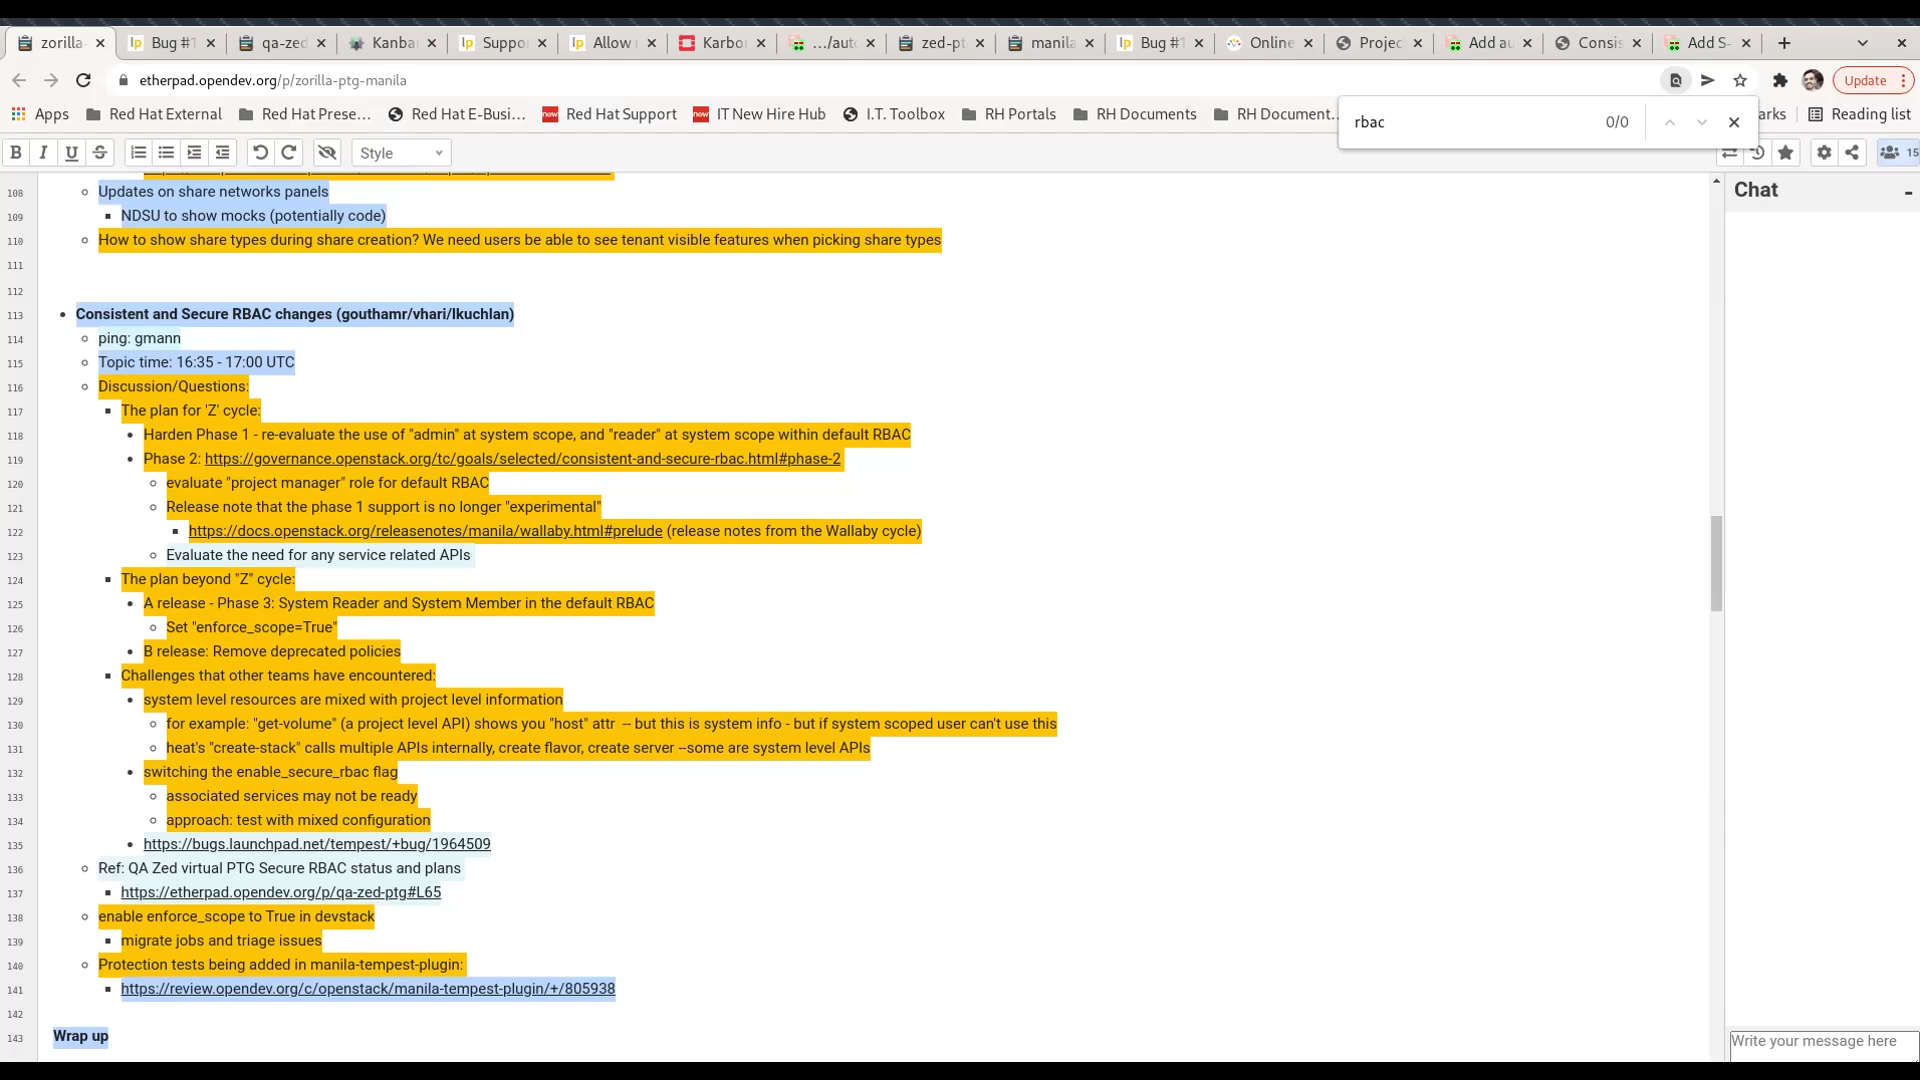 zorilla-
Bug #1
qa-zed
Kanba
Suppo
Allow
Karbo
.../aut
zed-pt
manila
Bug #1
Online
Projec
Add au
Consis
Add S-
etherpad.opendev.org/p/zorilla-ptg-manila
Update
Apps
Red Hat External
Red Hat Prese...
Red Hat E-Busi...
Red Hat Support
IT New Hire Hub
I.T. Toolbox
RH Portals
RH Documents
RH Document...
arks
Reading list
rbac
0/0
Style
15
108 Updates on share networks panels
109 NDSU to show mocks (potentially code)
110 How to show share types during share creation? We need users be able to see tenant visible features when picking share types
111
112
113 Consistent and Secure RBAC changes (gouthamr/vhari/lkuchlan)
114 ping: gmann
115 Topic time: 16:35 - 17:00 UTC
116 Discussion/Questions:
117 The plan for 'Z' cycle:
118 Harden Phase 1 - re-evaluate the use of "admin" at system scope, and "reader" at system scope within default RBAC
119 Phase 2: https://governance.openstack.org/tc/goals/selected/consistent-and-secure-rbac.html#phase-2
120 evaluate "project manager" role for default RBAC
121 Release note that the phase 1 support is no longer "experimental"
122 https://docs.openstack.org/releasenotes/manila/wallaby.html#prelude (release notes from the Wallaby cycle)
123 Evaluate the need for any service related APIs
124 The plan beyond "Z" cycle:
125 A release - Phase 3: System Reader and System Member in the default RBAC
126 Set "enforce_scope=True"
127 B release: Remove deprecated policies
128 Challenges that other teams have encountered:
129 system level resources are mixed with project level information
130 for example: "get-volume" (a project level API) shows you "host" attr -- but this is system info - but if system scoped user can't use this
131 heat's "create-stack" calls multiple APIs internally, create flavor, create server --some are system level APIs
132 switching the enable_secure_rbac flag
133 associated services may not be ready
134 approach: test with mixed configuration
135 https://bugs.launchpad.net/tempest/+bug/1964509
136 Ref: QA Zed virtual PTG Secure RBAC status and plans
137 https://etherpad.opendev.org/p/qa-zed-ptg#L65
138 enable enforce_scope to True in devstack
139 migrate jobs and triage issues
140 Protection tests being added in manila-tempest-plugin:
141 https://review.opendev.org/c/openstack/manila-tempest-plugin/+/805938
142
143 Wrap up
Chat
Write your message here